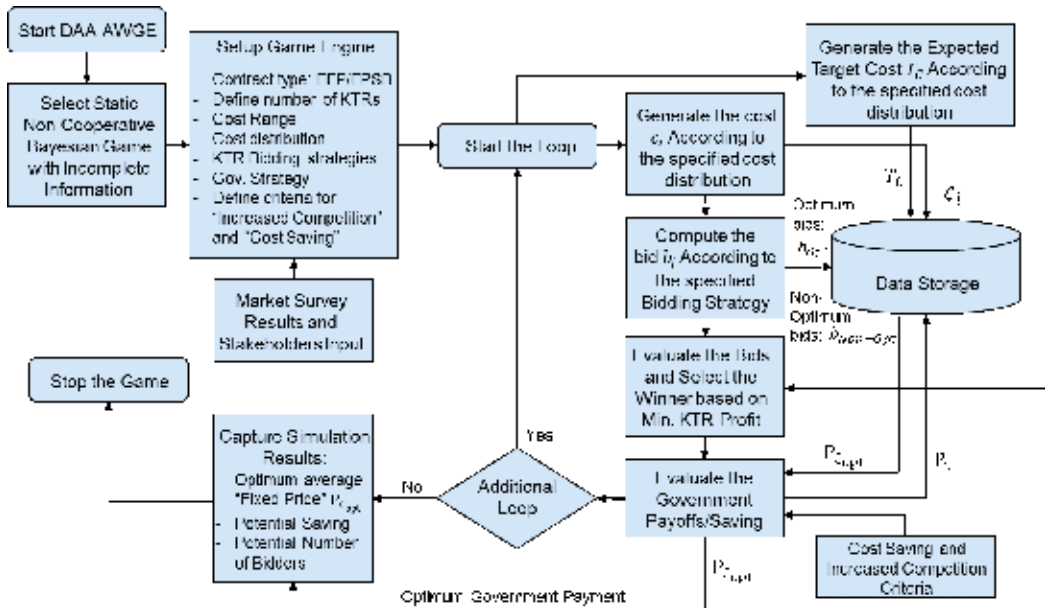 Start DAA AWGE
Select Static
Non-Cooperative
Bayesian Game
with Incomplete
Information
Setup Game Engine
Contract type:
- Define number of KTRs
- Cost Range
Cost distribution
- KTR Bidding strategies
- Gov. Strategy
- Define criteria for
"Increased Competition"
and "Cost Saving"
Market Survey
Results and
Stakeholders Input
Start the Loop
Generate the Expected
Target Cost According
to the specified cost
distribution
Generate the cost
According to
the specified cost
distribution
Compute the
bid According to
the specified
Bidding Strategy
Optimum
bids:
Non-
Optimum
bids:
Data Storage
Evaluate the Bids
and Select the
Winner based on
Min. KTR Profit
Evaluate the
Government
Payoffs/Saving
Cost Saving and
Increased Competition
Criteria
Additional
Loop
Yes
No
Capture Simulation
Results:
Optimum average
"Fixed Price"
- Potential Saving
- Potential Number
of Bidders
Stop the Game
Optimum Government Payment